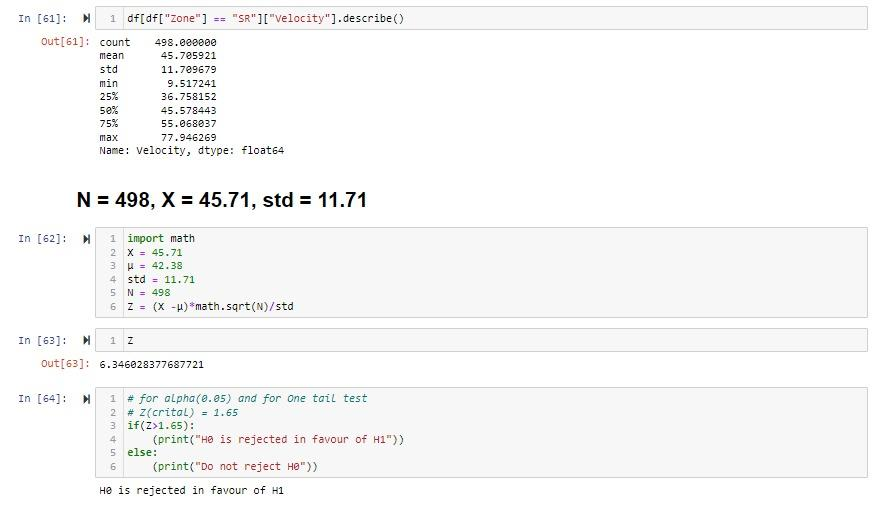 In [61]: 1 df[df["Zone"] == "SR"]["Velocity"].describe()
Out[61]: count 498.000000
mean 45.705921
std 11.709679
min 9.517241
25% 36.758152
50% 45.578443
75% 55.068037
max 77.946269
Name: Velocity, dtype: float64
N = 498, X = 45.71, std = 11.71
In [62]: 1 import math
2 X = 45.71
3 μ = 42.38
4 std = 11.71
5 N = 498
6 Z = (X -μ)*math.sqrt(N)/std
In [63]: 1 Z
Out[63]: 6.346028377687721
In [64]: 1 # for alpha(0.05) and for One tail test
2 # Z(crital) = 1.65
3 if(Z>1.65):
4 (print("H0 is rejected in favour of H1"))
5 else:
6 (print("Do not reject H0"))
H0 is rejected in favour of H1